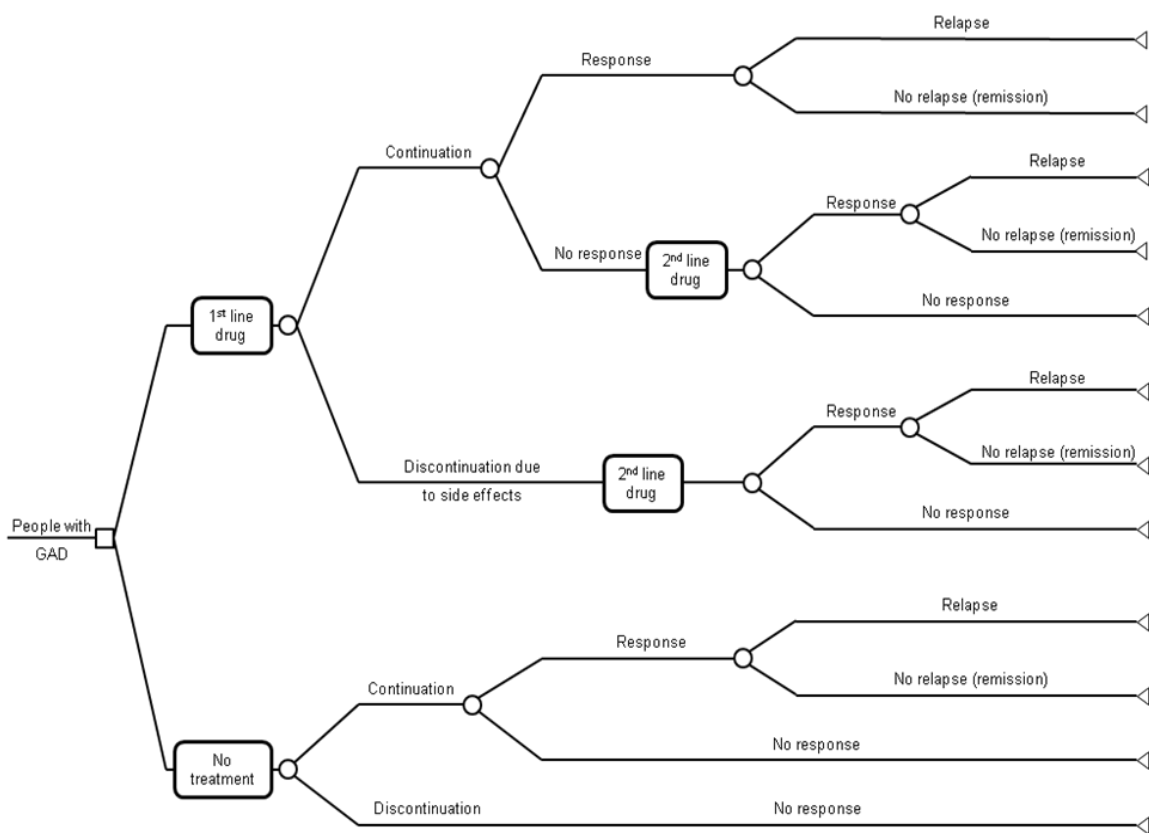 Relapse
Response
No relapse (remission)
Continuation
Relapse
Response
No relapse (remission)
No response
2nd line
drug
No response
1st line
drug
Relapse
Response
No relapse (remission)
Discontinuation due
to side effects
2nd line
drug
No response
People with
GAD
Relapse
Response
No relapse (remission)
Continuation
No response
No
treatment
Discontinuation
No response